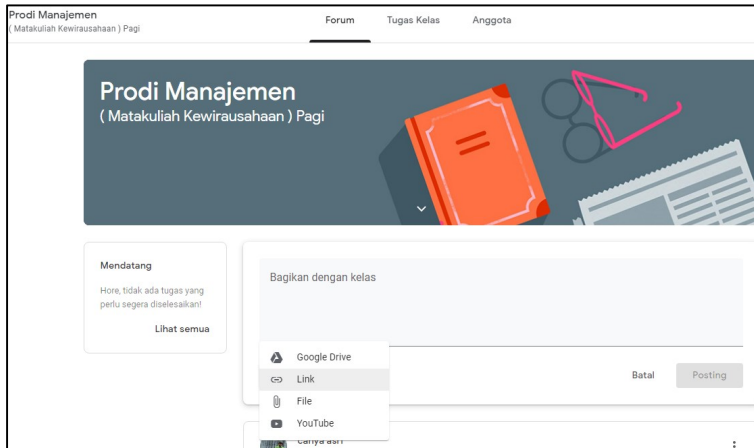 Prodi Manajemen
( Matakuliah Kewirausahaan ) Pagi
Forum
Tugas Kelas
Anggota
Prodi Manajemen
( Matakuliah Kewirausahaan ) Pagi
Mendatang
Hore, tidak ada tugas yang
perlu segera diselesaikan!
Lihat semua
Bagikan dengan kelas
Google Drive
Link
File
YouTube
Batal
Posting